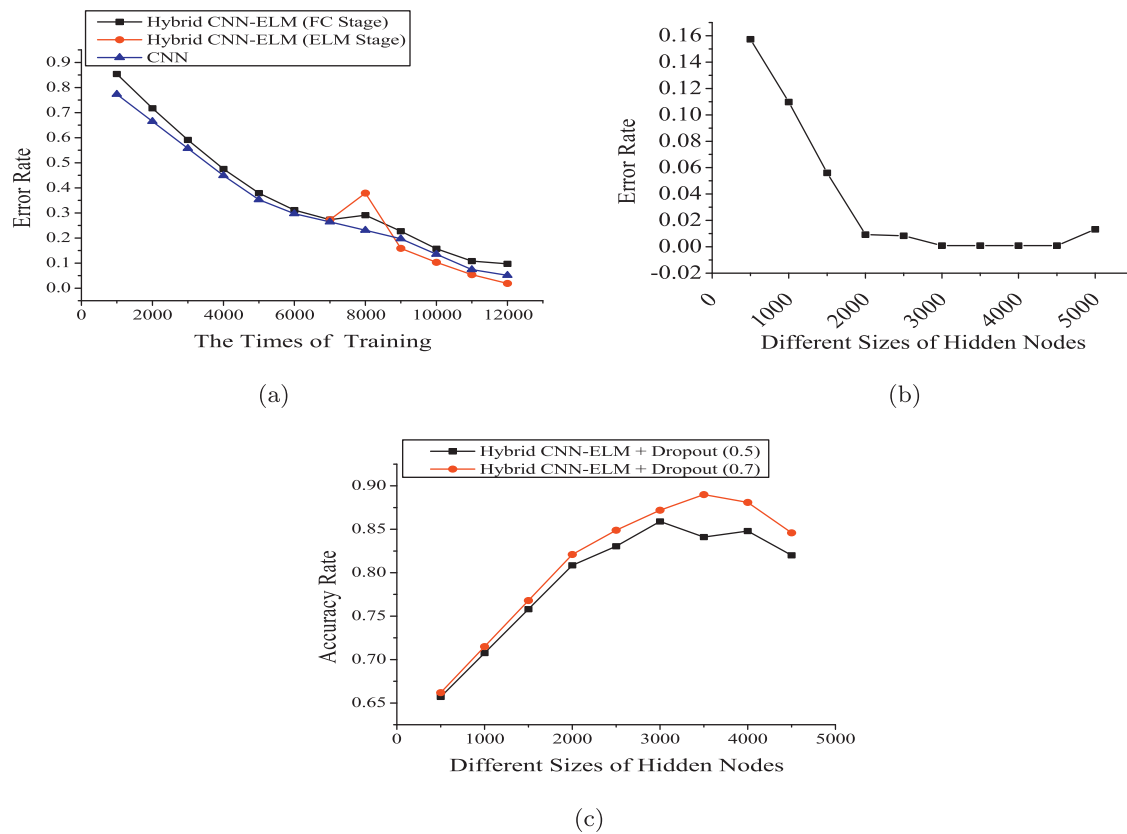 Hybrid CNN-ELM (FC Stage)
Hybrid CNN-ELM (ELM Stage)
CNN
0.9
0.8
0.7
0.6
0.5
0.4
0.3
0.2
0.1
0.0
Error Rate
0 2000 4000 6000 8000 10000 12000
The Times of Training
(a)
0.16
0.14
0.12
0.10
0.08
0.06
0.04
0.02
0.00
-0.02
Error Rate
0 1000 2000 3000 4000 5000
Different Sizes of Hidden Nodes
(b)
Hybrid CNN-ELM + Dropout (0.5)
Hybrid CNN-ELM + Dropout (0.7)
0.90
0.85
0.80
0.75
0.70
0.65
Accuracy Rate
0 1000 2000 3000 4000 5000
Different Sizes of Hidden Nodes
(c)